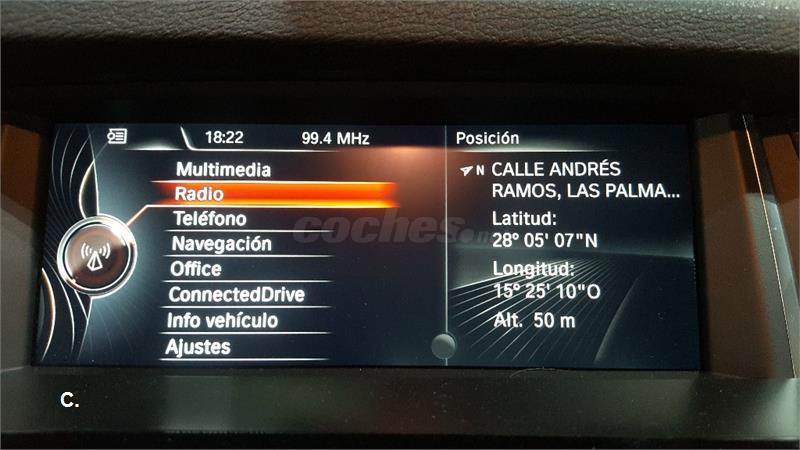 18:22 99.4 MHz
Multimedia
Radio
Teléfono
Navegación
Office
ConnectedDrive
Info vehículo
Ajustes
Posición
N CALLE ANDRÉS
RAMOS, LAS PALMA...
Latitud:
28° 05' 07"N
Longitud:
15° 25' 10"O
Alt. 50 m
coches.net
C.